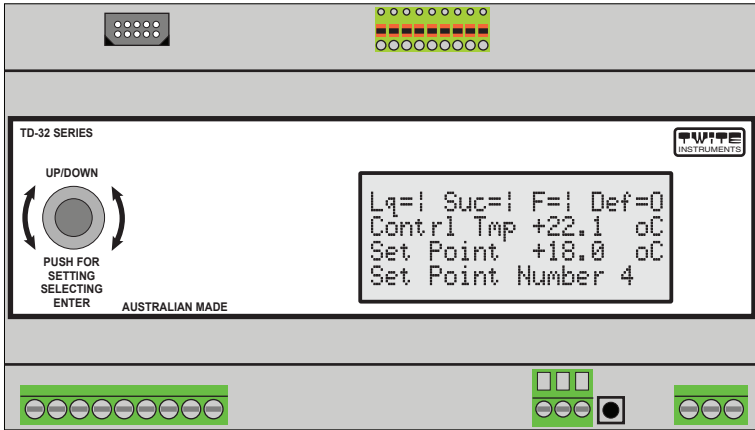 TD-32 SERIES
TWITE
INSTRUMENTS
UP/DOWN
PUSH FOR
SETTING
SELECTING
ENTER
AUSTRALIAN MADE
Lq=¦ Suc=¦ F=¦ Def=0
Contrl Tmp +22.1 oC
Set Point +18.0 oC
Set Point Number 4